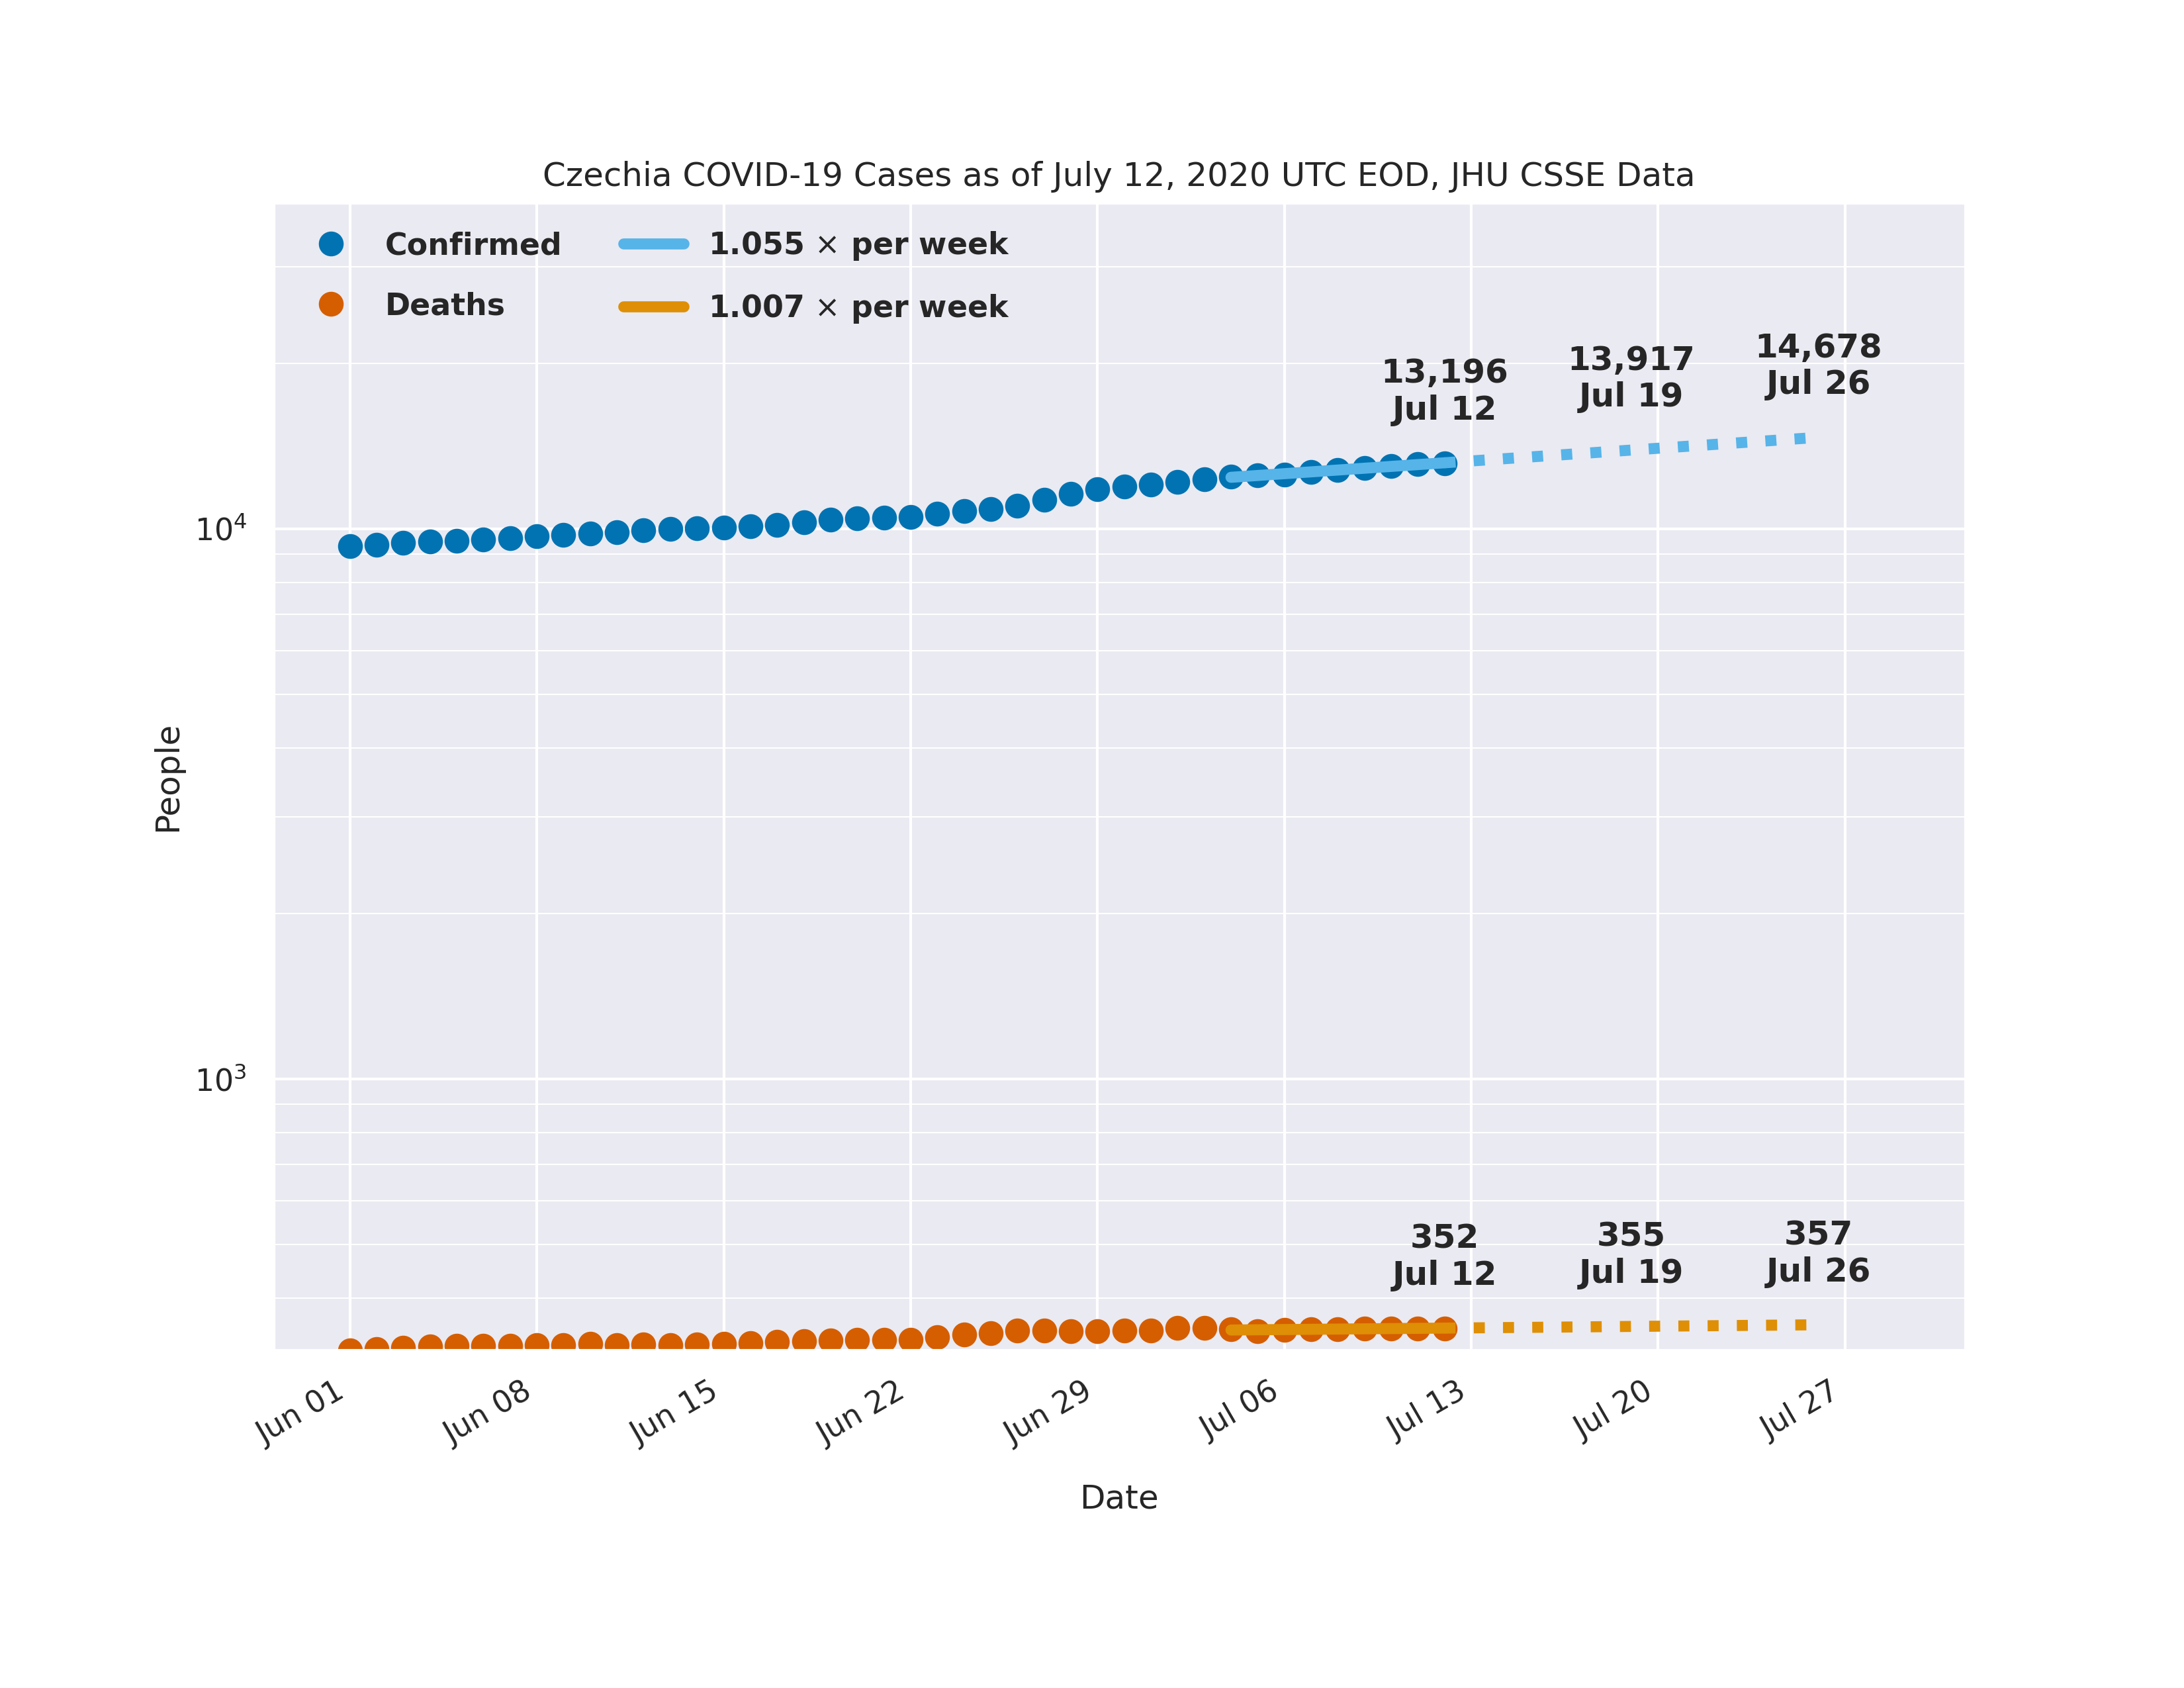 Czechia COVID-19 Cases as of July 12, 2020 UTC EOD, JHU CSSE Data
Confirmed
Deaths
1.055 × per week
1.007 × per week
13,196
Jul 12
13,917
Jul 19
14,678
Jul 26
10⁴
10³
People
352
Jul 12
355
Jul 19
357
Jul 26
Jun 01
Jun 08
Jun 15
Jun 22
Jun 29
Jul 06
Jul 13
Jul 20
Jul 27
Date